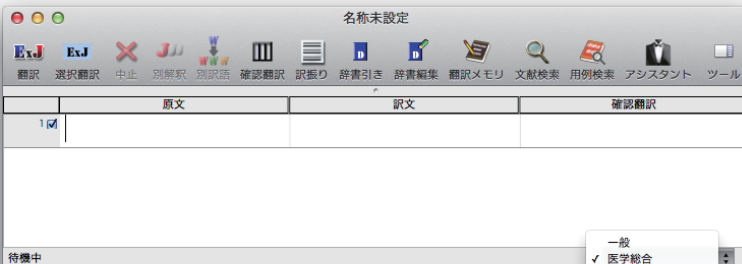 名称未設定
ExJ ExJ J WWW D D
翻訳 選択翻訳 中止 別解釈 別訳語 確認翻訳 訳振り 辞書引き 辞書編集 翻訳メモリ 文献検索 用例検索 アシスタント ツール
原文 訳文 確認翻訳
1
一般
待機中 ✓ 医学総合